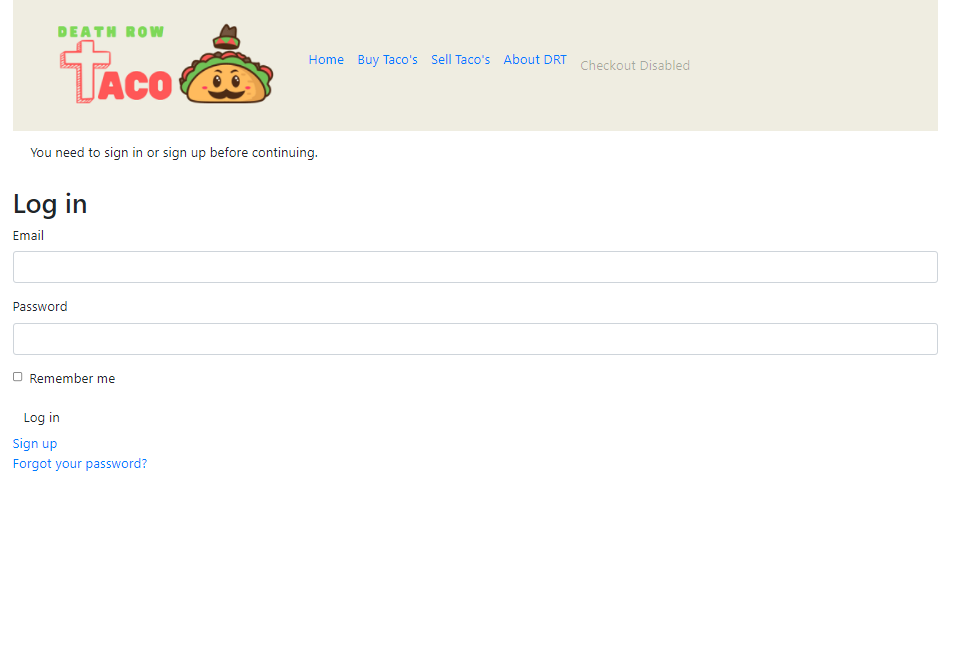 DEATH ROW
TACO
Home Buy Taco's Sell Taco's About DRT Checkout Disabled
You need to sign in or sign up before continuing.
Log in
Email
Password
Remember me
Log in
Sign up
Forgot your password?